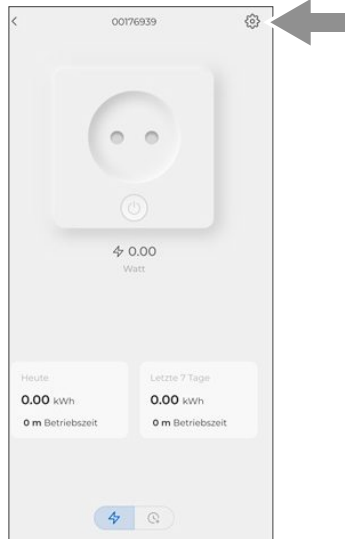 00176939
0.00
Watt
Heute
Letzte 7 Tage
0.00 kWh
0.00 kWh
0 m Betriebszeit
0 m Betriebszeit